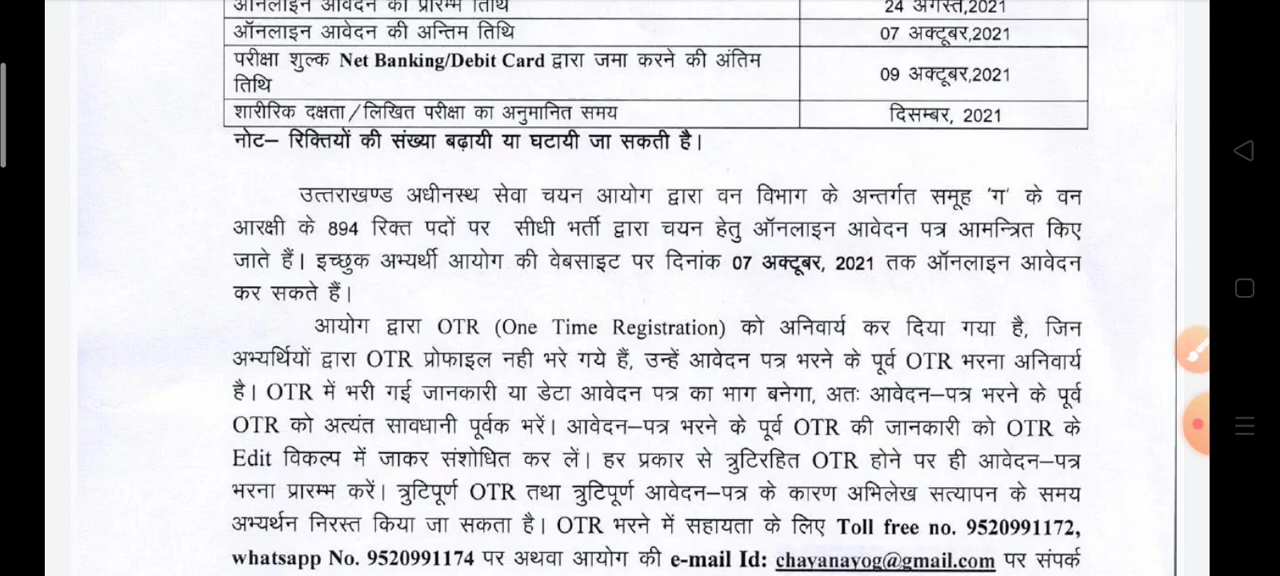 ऑनलाइन आवेदन की प्रारम्भ तिथि 24 अगस्त,2021
ऑनलाइन आवेदन की अन्तिम तिथि 07 अक्टूबर,2021
परीक्षा शुल्क Net Banking/Debit Card द्वारा जमा करने की अंतिम तिथि 09 अक्टूबर,2021
शारीरिक दक्षता/लिखित परीक्षा का अनुमानित समय दिसम्बर, 2021
नोट– रिक्तियों की संख्या बढ़ायी या घटायी जा सकती है।
उत्तराखण्ड अधीनस्थ सेवा चयन आयोग द्वारा वन विभाग के अन्तर्गत समूह 'ग' के वन
आरक्षी के 894 रिक्त पदों पर सीधी भर्ती द्वारा चयन हेतु ऑनलाइन आवेदन पत्र आमन्त्रित किए
जाते हैं। इच्छुक अभ्यर्थी आयोग की वेबसाइट पर दिनांक 07 अक्टूबर, 2021 तक ऑनलाइन आवेदन
कर सकते हैं।
आयोग द्वारा OTR (One Time Registration) को अनिवार्य कर दिया गया है, जिन
अभ्यर्थियों द्वारा OTR प्रोफाइल नही भरे गये हैं, उन्हें आवेदन पत्र भरने के पूर्व OTR भरना अनिवार्य
है। OTR में भरी गई जानकारी या डेटा आवेदन पत्र का भाग बनेगा, अतः आवेदन–पत्र भरने के पूर्व
OTR को अत्यंत सावधानी पूर्वक भरें। आवेदन–पत्र भरने के पूर्व OTR की जानकारी को OTR के
Edit विकल्प में जाकर संशोधित कर लें। हर प्रकार से त्रुटिरहित OTR होने पर ही आवेदन–पत्र
भरना प्रारम्भ करें। त्रुटिपूर्ण OTR तथा त्रुटिपूर्ण आवेदन–पत्र के कारण अभिलेख सत्यापन के समय
अभ्यर्थन निरस्त किया जा सकता है। OTR भरने में सहायता के लिए Toll free no. 9520991172,
whatsapp No. 9520991174 पर अथवा आयोग की e-mail Id: chayanayog@gmail.com पर संपर्क